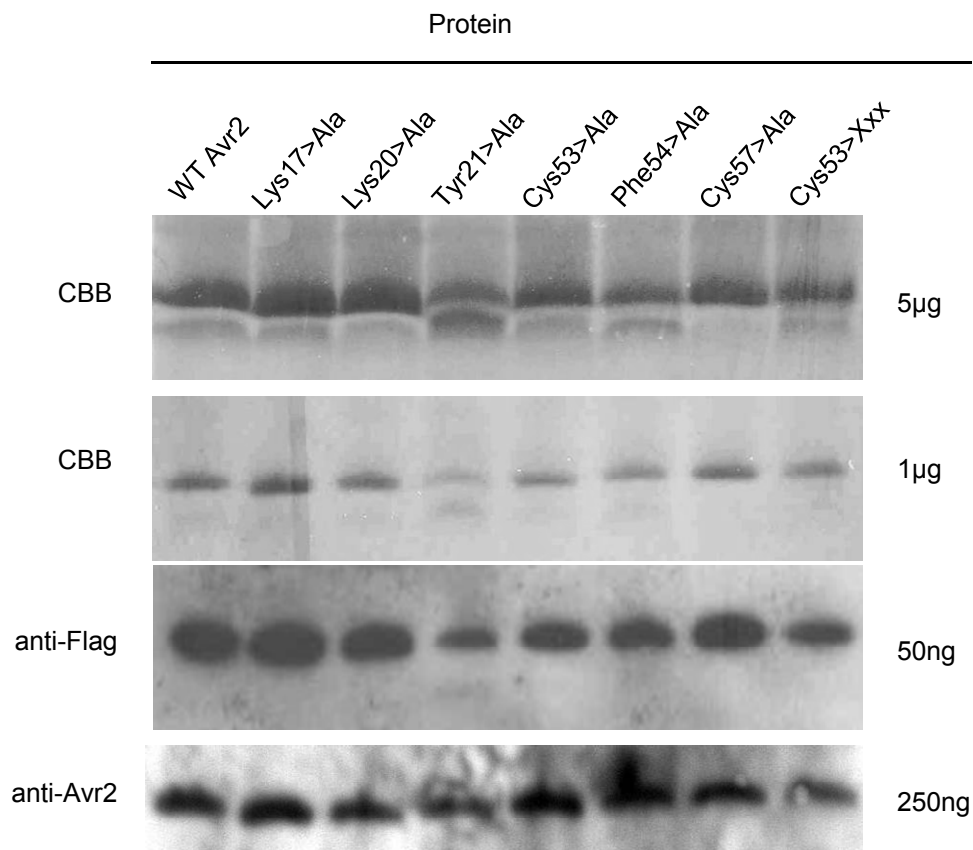 Protein
WT Avr2
Lys17>Ala
Lys20>Ala
Tyr21>Ala
Cys53>Ala
Phe54>Ala
Cys57>Ala
Cys53>Xxx
CBB
5µg
CBB
1µg
anti-Flag
50ng
anti-Avr2
250ng